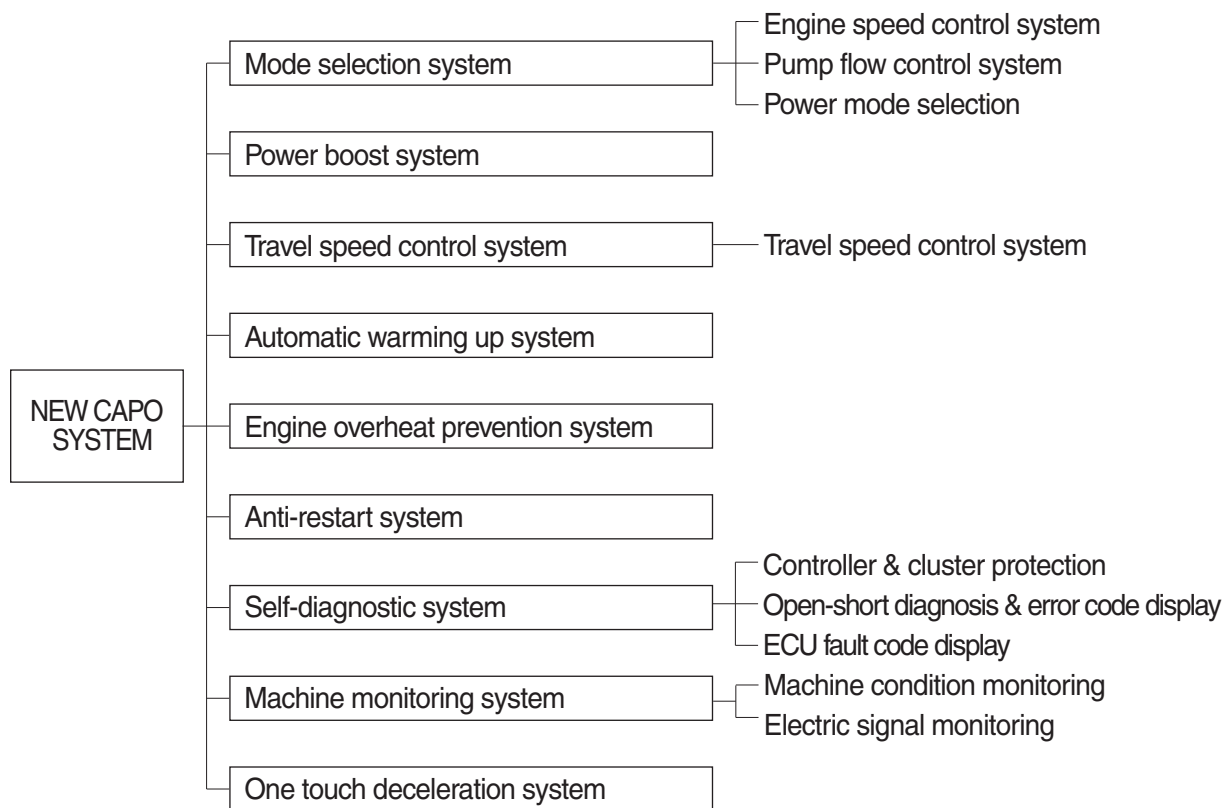 Engine speed control system
Mode selection system
Pump flow control system
Power mode selection
Power boost system
Travel speed control system
Travel speed control system
Automatic warming up system
NEW CAPO
SYSTEM
Engine overheat prevention system
Anti-restart system
Controller & cluster protection
Self-diagnostic system
Open-short diagnosis & error code display
ECU fault code display
Machine monitoring system
Machine condition monitoring
Electric signal monitoring
One touch deceleration system